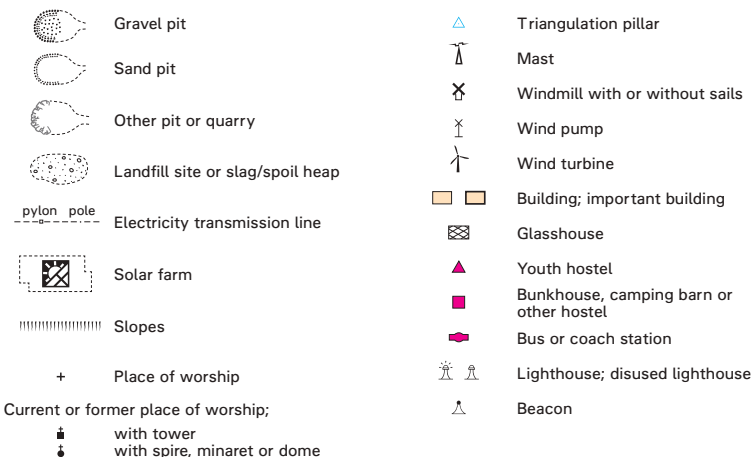 Gravel pit
Sand pit
Other pit or quarry
Landfill site or slag/spoil heap
pylon pole
Electricity transmission line
Solar farm
Slopes
Place of worship
Current or former place of worship;
with tower
with spire, minaret or dome
Triangulation pillar
Mast
Windmill with or without sails
Wind pump
Wind turbine
Building; important building
Glasshouse
Youth hostel
Bunkhouse, camping barn or
other hostel
Bus or coach station
Lighthouse; disused lighthouse
Beacon